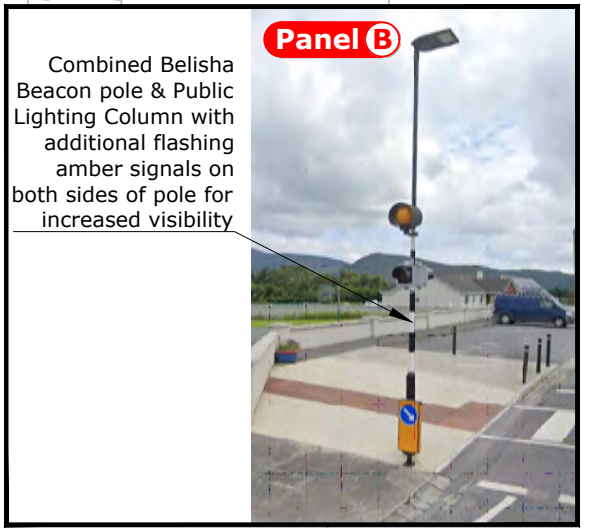 Panel B
Combined Belisha
Beacon pole & Public
Lighting Column with
additional flashing
amber signals on
both sides of pole for
increased visibility